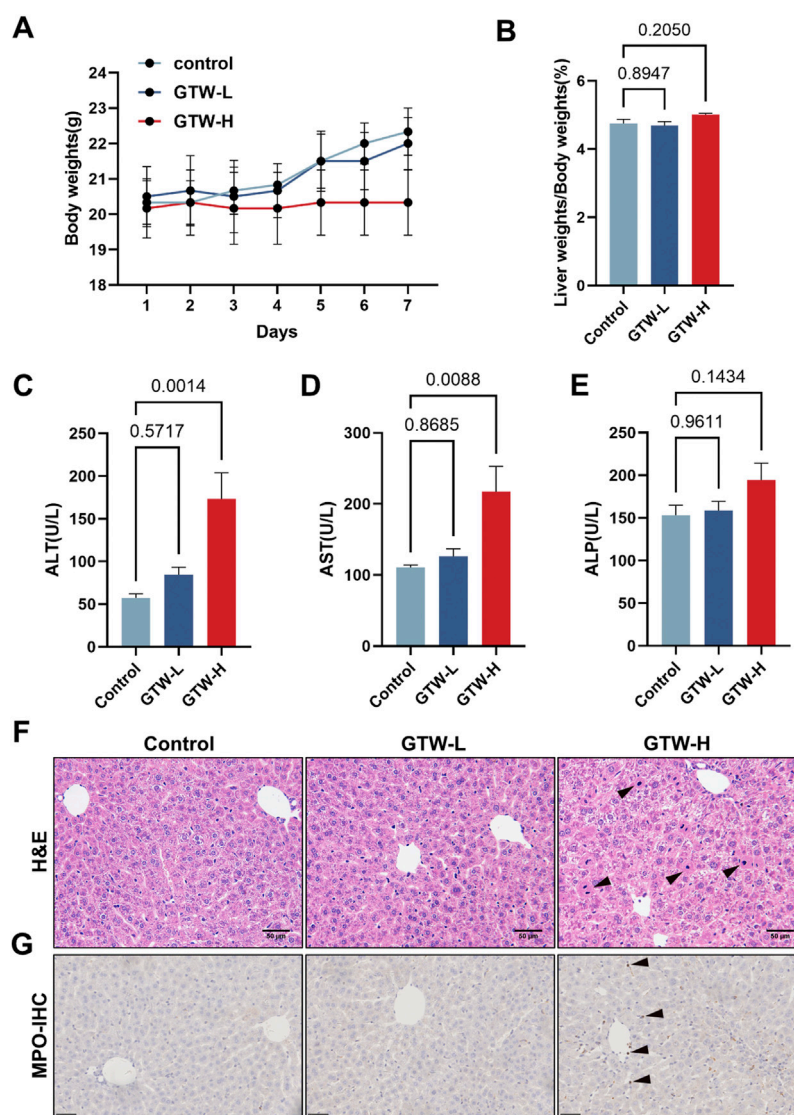 A
control
GTW-L
GTW-H
Body weights(g)
24
23
22
21
20
19
18
1 2 3 4 5 6 7
Days
B
0.2050
0.8947
Liver weights/Body weights(%)
6
4
2
0
Control GTW-L GTW-H
C
0.0014
0.5717
ALT(U/L)
250
200
150
100
50
0
Control GTW-L GTW-H
D
0.0088
0.8685
AST(U/L)
300
200
100
0
Control GTW-L GTW-H
E
0.1434
0.9611
ALP(U/L)
250
200
150
100
50
0
Control GTW-L GTW-H
F
Control GTW-L GTW-H
H&E
50 μm 50 μm 50 μm
G
MPO-IHC